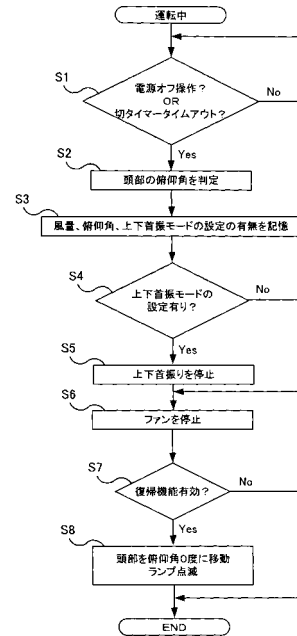 運転中
S1
電源オフ操作?
OR
切タイマータイムアウト?
No
Yes
S2
頭部の俯仰角を判定
S3
風量、俯仰角、上下首振モードの設定の有無を記憶
S4
上下首振モードの
設定有り?
No
Yes
S5
上下首振りを停止
S6
ファンを停止
S7
復帰機能有効?
No
Yes
S8
頭部を俯仰角0度に移動
ランプ点滅
END